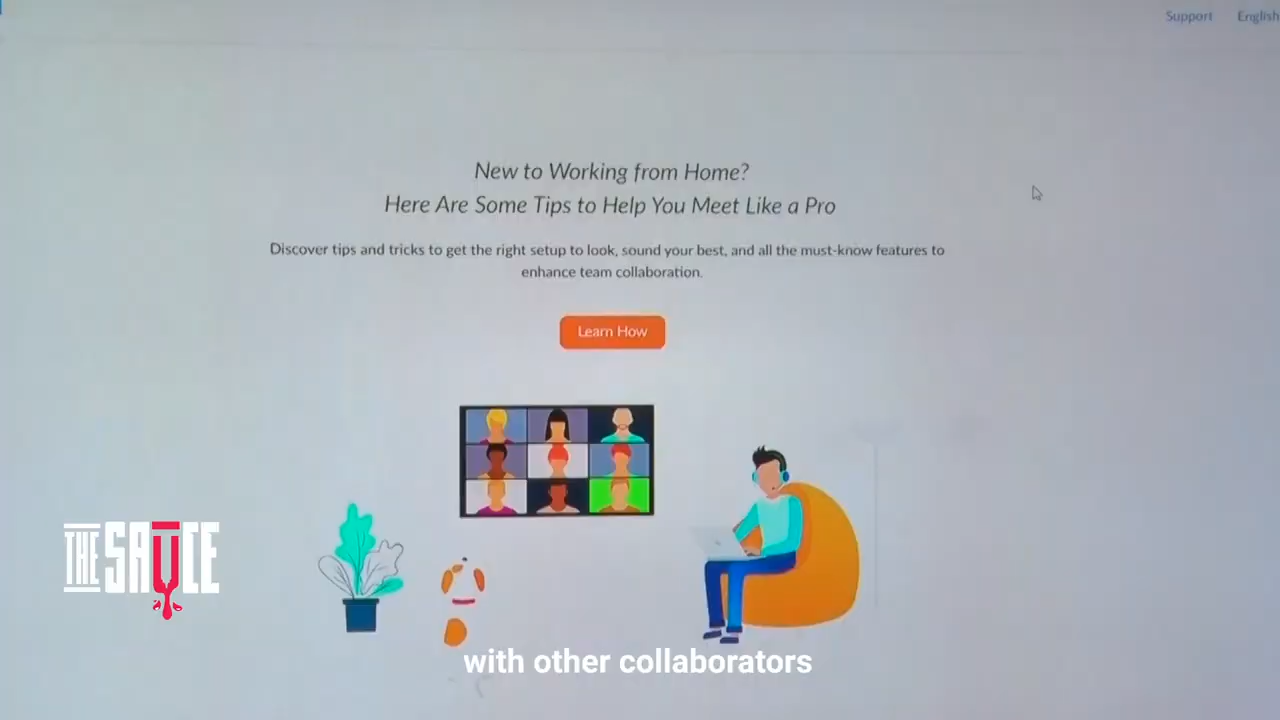 Support English
New to Working from Home?
Here Are Some Tips to Help You Meet Like a Pro
Discover tips and tricks to get the right setup to look, sound your best, and all the must-know features to
enhance team collaboration.
Learn How
THE SAUCE
with other collaborators